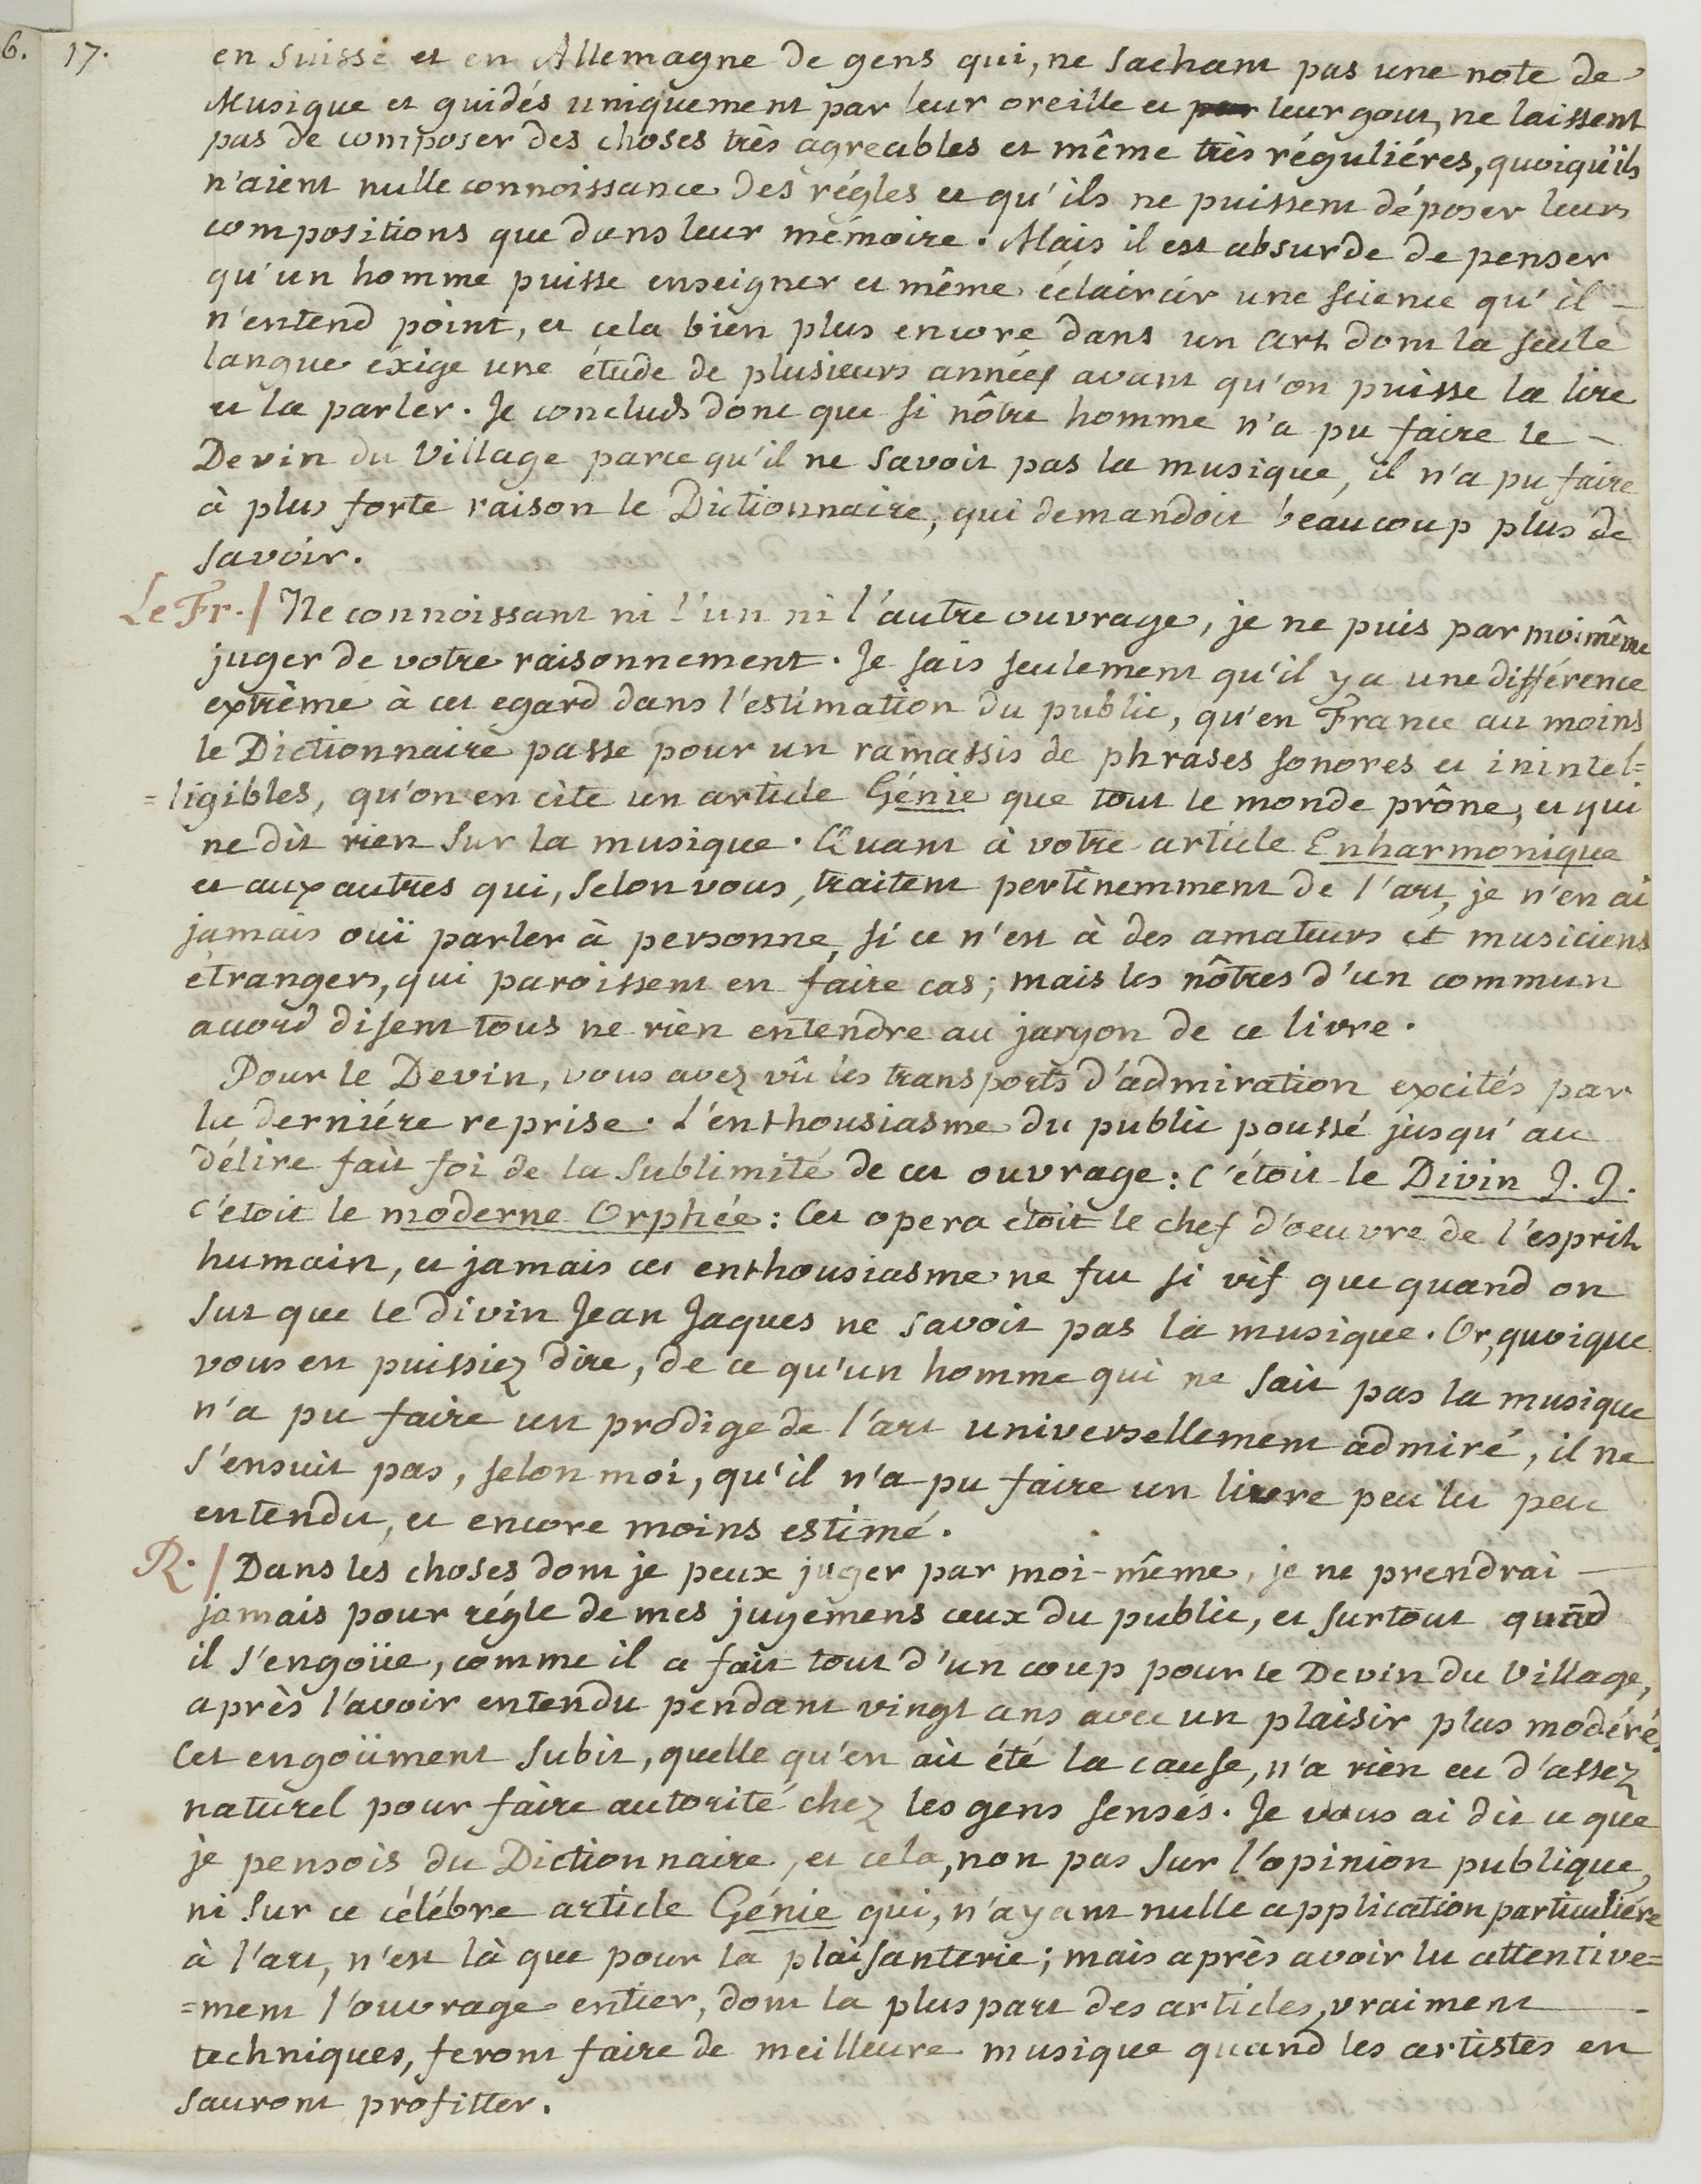 6. 17.
en Suisse et en Allemagne de gens qui, ne sachant pas une note de
Musique et guidés uniquement par leur oreille et par leur gout, ne laissent
pas de composer des choses très agreables et même très réguliéres, quoiqu'ils
n'aient nulle connoissance des régles et qu'ils ne puissent déposer leurs
compositions que dans leur mémoire. Mais il est absurde de penser
qu'un homme puisse enseigner et même éclaircir une science qu'il –
n'entend point, et cela bien plus encore dans un art dont la seule
langue éxige une étude de plusieurs années avant qu'on puisse la lire
et la parler. Je concluds donc que si nôtre homme n'a pu faire le –
Devin du Village parce qu'il ne savoit pas la musique, il n'a pu faire
à plus forte raison le Dictionnaire, qui demandoit beaucoup plus de
savoir.
Le Fr. / Ne connoissant ni l'un ni l'autre ouvrage, je ne puis par moi même
juger de votre raisonnement. Je sais seulement qu'il y a une différence
extrème à cet egard dans l'estimation du public, qu'en France au moins
le Dictionnaire passe pour un ramassis de phrases sonores et inintel=
=ligibles, qu'on en cite un article Génie que tout le monde prône, et qui
ne dit rien sur la musique. Quant à votre article Enharmonique
et aux autres qui, selon vous, traitent pertinemment de l'art, je n'en ai
jamais ouï parler à personne, si ce n'est à des amateurs et musiciens
étrangers, qui paroissent en faire cas; mais les nôtres d'un commun
acord disent tous ne rien entendre au jargon de ce livre.
Pour le Devin, vous avez vû les transports d'admiration excités par
la derniére reprise. L'enthousiasme du public poussé jusqu'au
délire fait foi de la sublimité de cet ouvrage: c'étoit le Divin J. J.
c'étoit le moderne Orphée: Cet opera étoit le chef d'oeuvre de l'esprit
humain, et jamais cet enthousiasme ne fut si vif que quand on
sut que le divin Jean Jaques ne savoit pas la musique. Or, quoique
vous en puissiez dire, de ce qu'un homme qui ne sait pas la musique
n'a pu faire un prodige de l'art universellement admiré, il ne
s'ensuit pas, selon moi, qu'il n'a pu faire un livre peu lu peu
entendu, et encore moins estimé.
R. / Dans les choses dont je peux juger par moi-même, je ne prendrai –
jamais pour régle de mes jugemens ceux du public, et surtout quād
il s'engoüe, comme il a fait tout d'un coup pour le Devin du Village,
après l'avoir entendu pendant vingt ans avec un plaisir plus modéré.
Cet engoüment subit, quelle qu'en ait été la cause, n'a rien eu d'assez
naturel pour faire autorité chez les gens sensés. Je vous ai dit ce que
je pensois du Dictionnaire, et cela, non pas sur l'opinion publique,
ni sur ce célébre article Génie qui, n'ayant nulle application particuliére
à l'art, n'est là que pour la plaisanterie; mais après avoir lu attentive=
=ment l'ouvrage entier, dont la pluspart des articles, vraiment –
techniques, feront faire de meilleure musique quand les artistes en
sauront profitter.